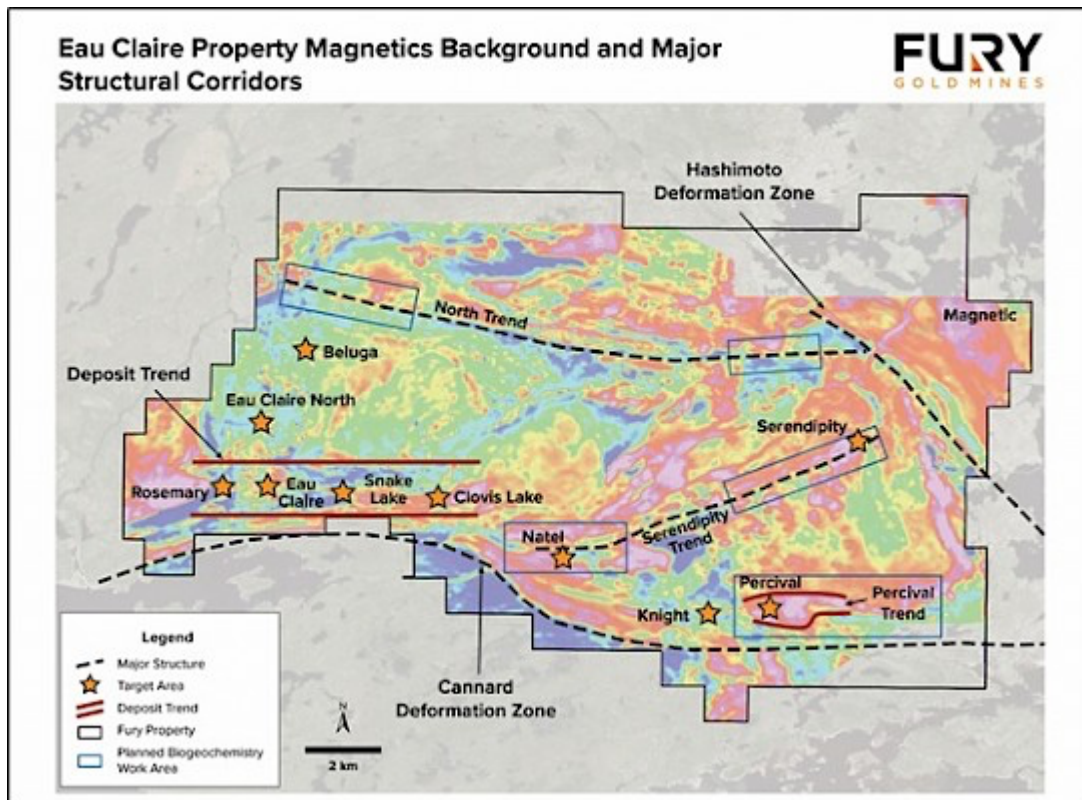 Eau Claire Property Magnetics Background and Major
Structural Corridors
FURY
GOLD MINES
Hashimoto
Deformation Zone
North Trend
Magnetic
Beluga
Deposit Trend
Eau Claire North
Serendipity
Rosemary
Eau
Claire
Snake
Lake
Clovis Lake
Serendipity
Trend
Natel
Percival
Percival
Trend
Knight
Cannard
Deformation Zone
Legend
Major Structure
Target Area
Deposit Trend
Fury Property
Planned Biogeochemistry
Work Area
N
2 km